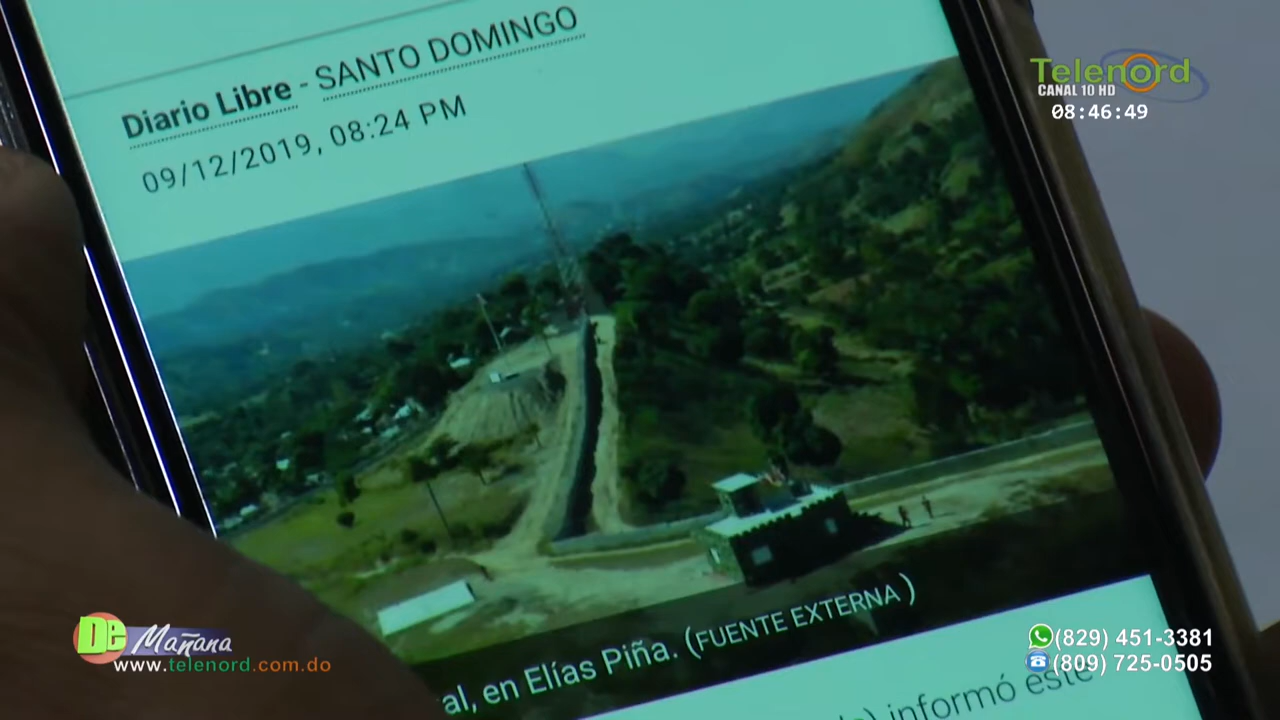 Diario Libre - SANTO DOMINGO
09/12/2019, 08:24 PM
Telenord
CANAL 10 HD
08:46:49
al, en Elías Piña. (FUENTE EXTERNA)
informó este
De Mañana
www.telenord.com.do
(829) 451-3381
(809) 725-0505